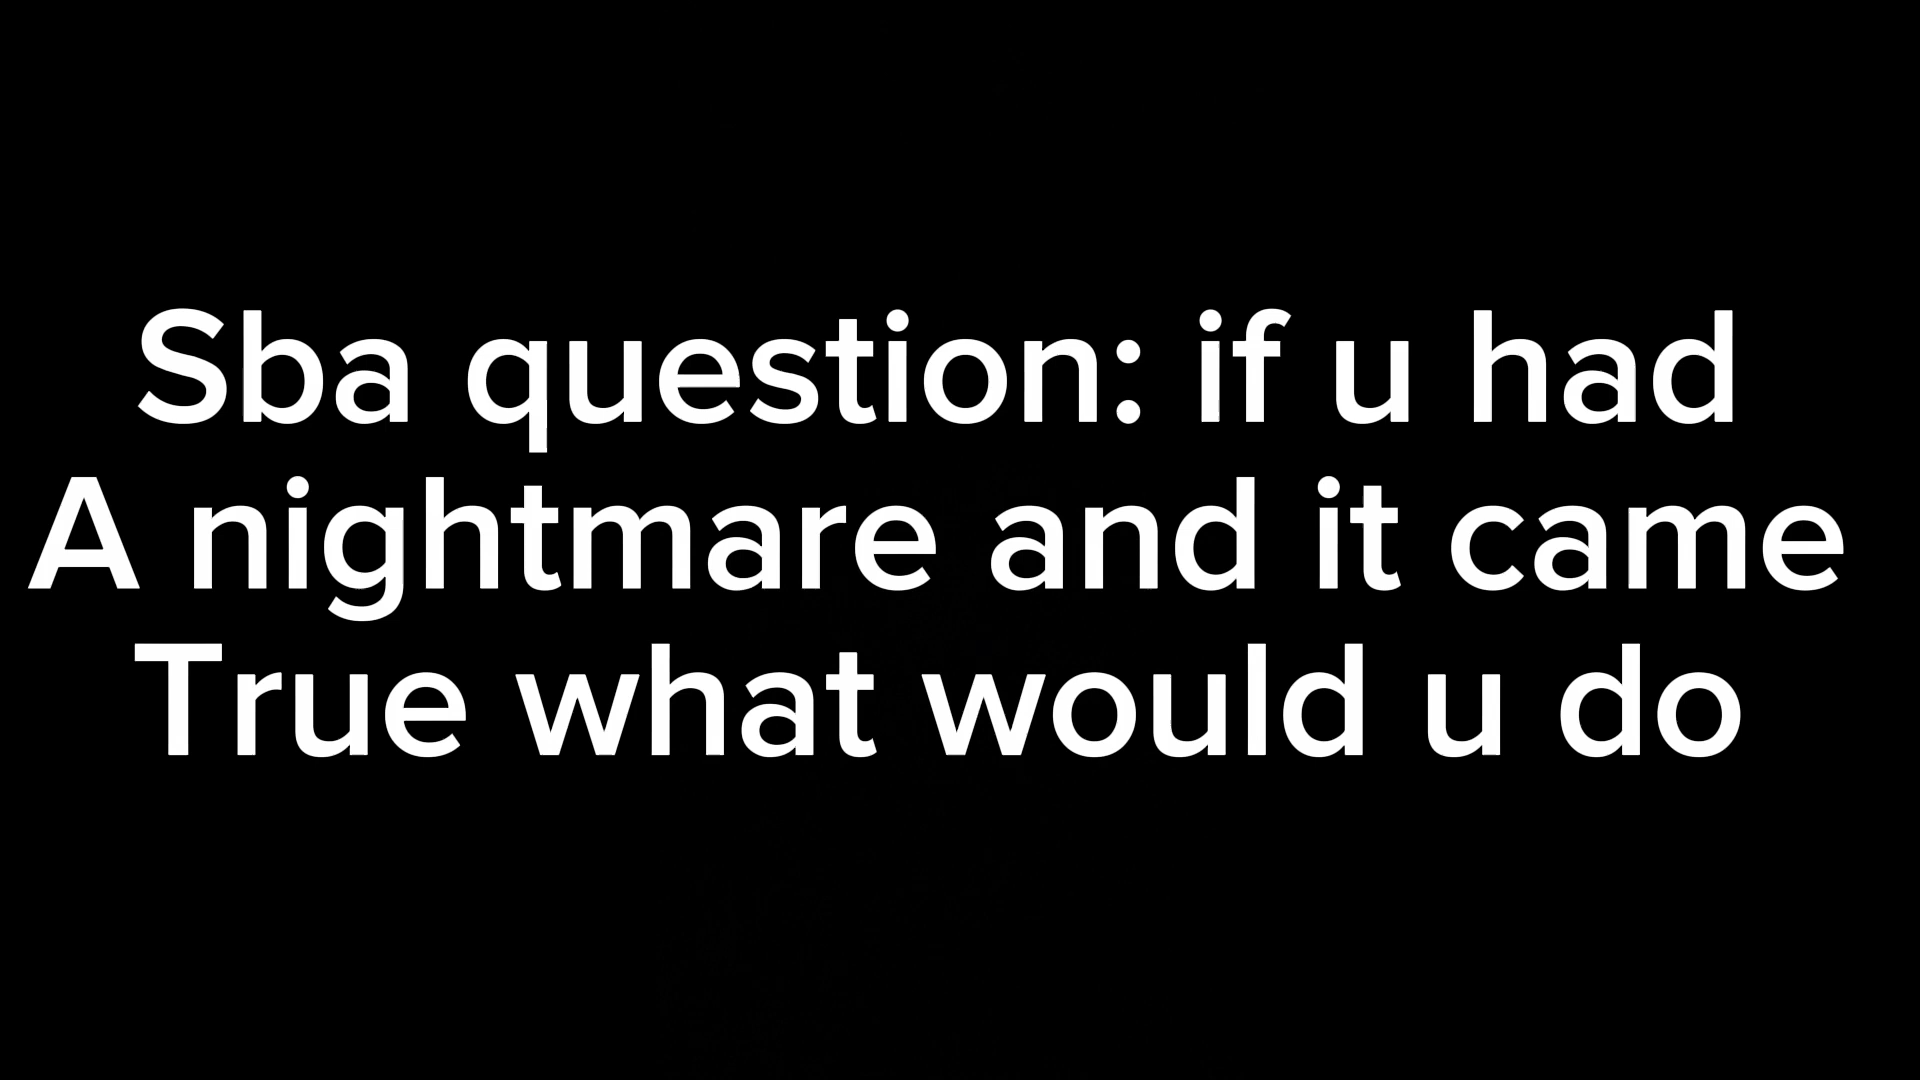 Sba question: if u had
A nightmare and it came
True what would u do